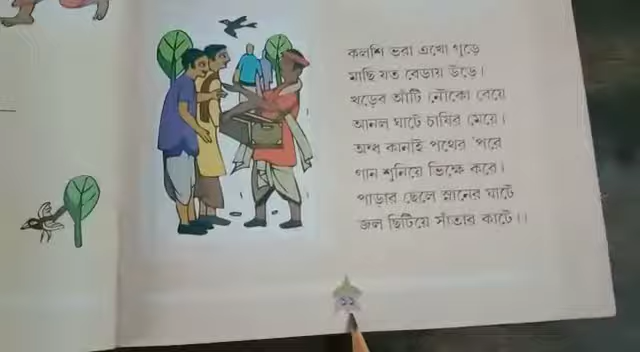 কলশি ভরা এখো গুড়ে
মাছি যত বেড়ায় উড়ে।
খড়ের আঁটি নৌকো বেয়ে
আনল ঘাটে চাষির মেয়ে।
অন্ধ কানাই পথের 'পরে
গান শুনিয়ে ভিক্ষে করে।
পাড়ার ছেলে স্নানের ঘাটে
জল ছিটিয়ে সাঁতার কাটে।।